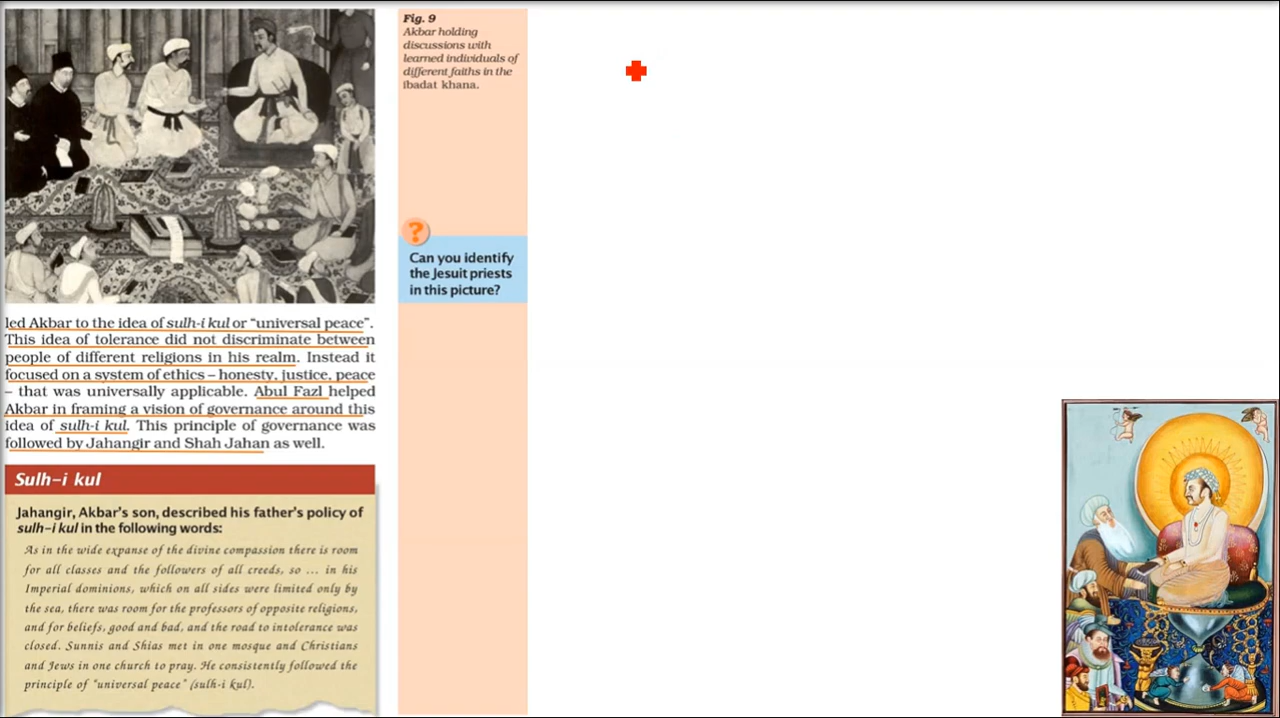 Fig. 9
Akbar holding
discussions with
learned individuals of
different faiths in the
ibadat khana.
?
Can you identify
the Jesuit priests
in this picture?
led Akbar to the idea of sulh-i kul or “universal peace”.
This idea of tolerance did not discriminate between
people of different religions in his realm. Instead it
focused on a system of ethics – honesty, justice, peace
– that was universally applicable. Abul Fazl helped
Akbar in framing a vision of governance around this
idea of sulh-i kul. This principle of governance was
followed by Jahangir and Shah Jahan as well.
Sulh-i kul
Jahangir, Akbar’s son, described his father’s policy of
sulh-i kul in the following words:
As in the wide expanse of the divine compassion there is room
for all classes and the followers of all creeds, so ... in his
Imperial dominions, which on all sides were limited only by
the sea, there was room for the professors of opposite religions,
and for beliefs, good and bad, and the road to intolerance was
closed. Sunnis and Shias met in one mosque and Christians
and Jews in one church to pray. He consistently followed the
principle of “universal peace” (sulh-i kul).